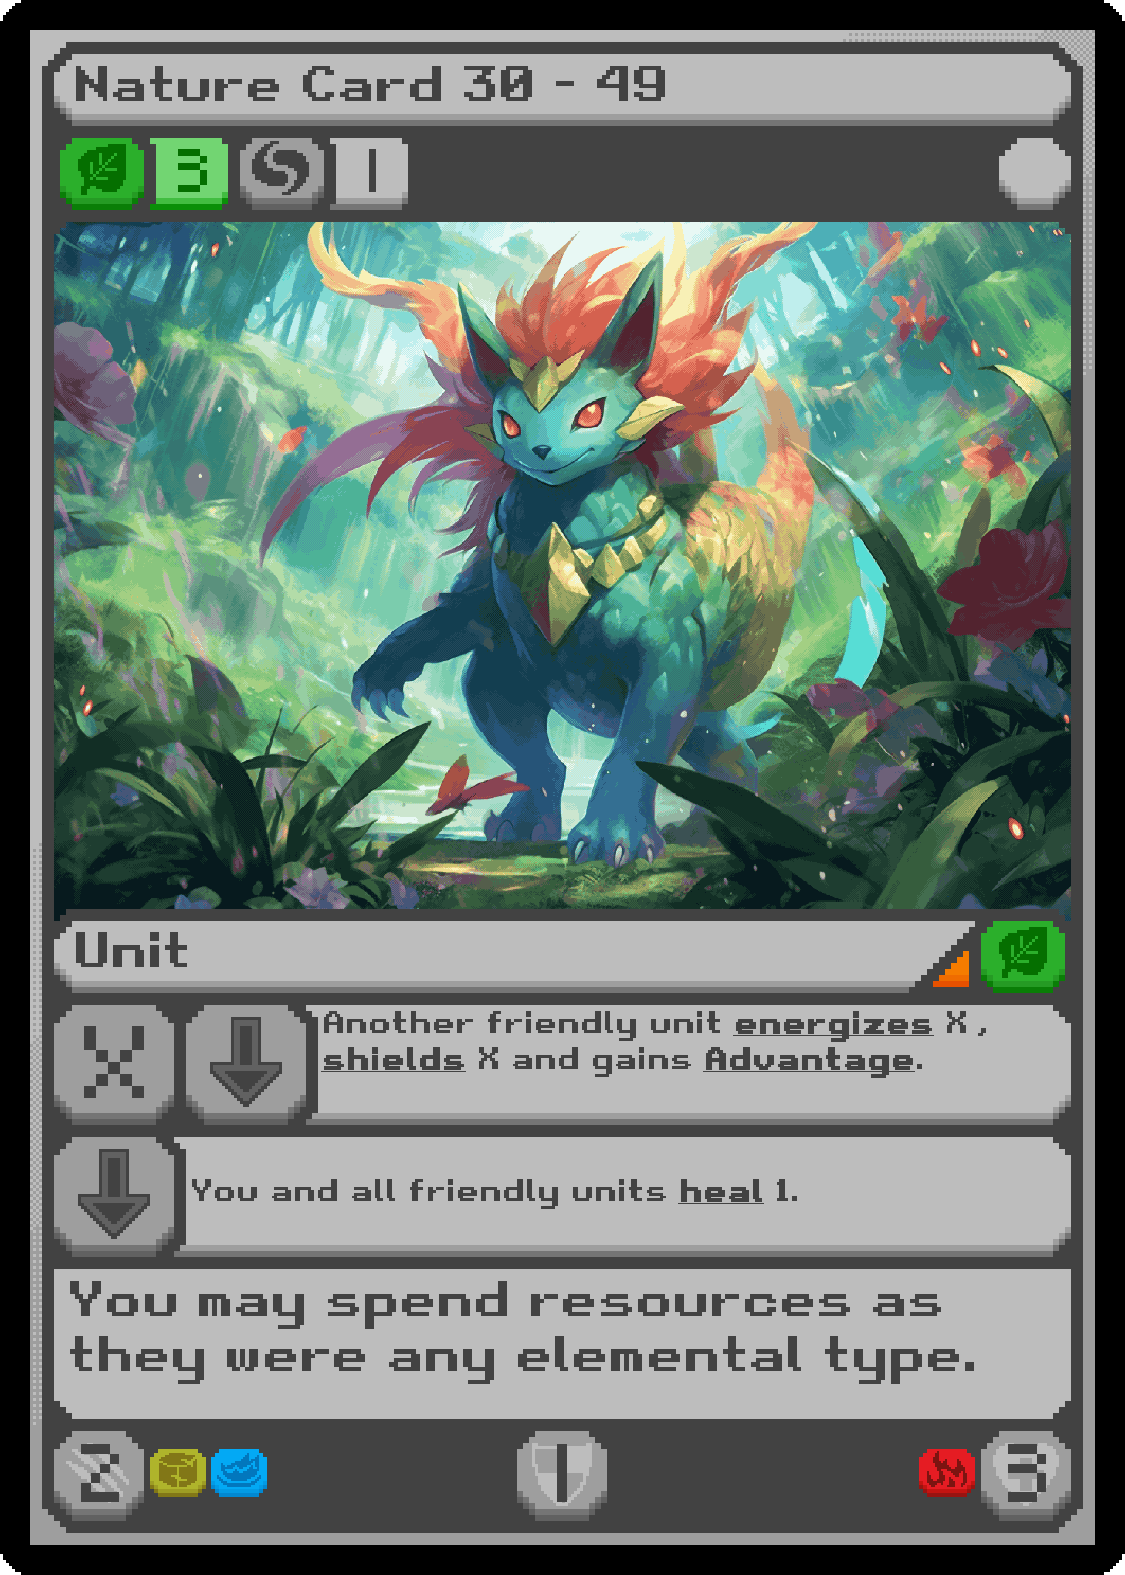 Nature Card 30 - 49
3 1
Unit
X Another friendly unit energizes X ,
shields X and gains Advantage.
You and all friendly units heal 1.
You may spend resources as
they were any elemental type.
2 1 3